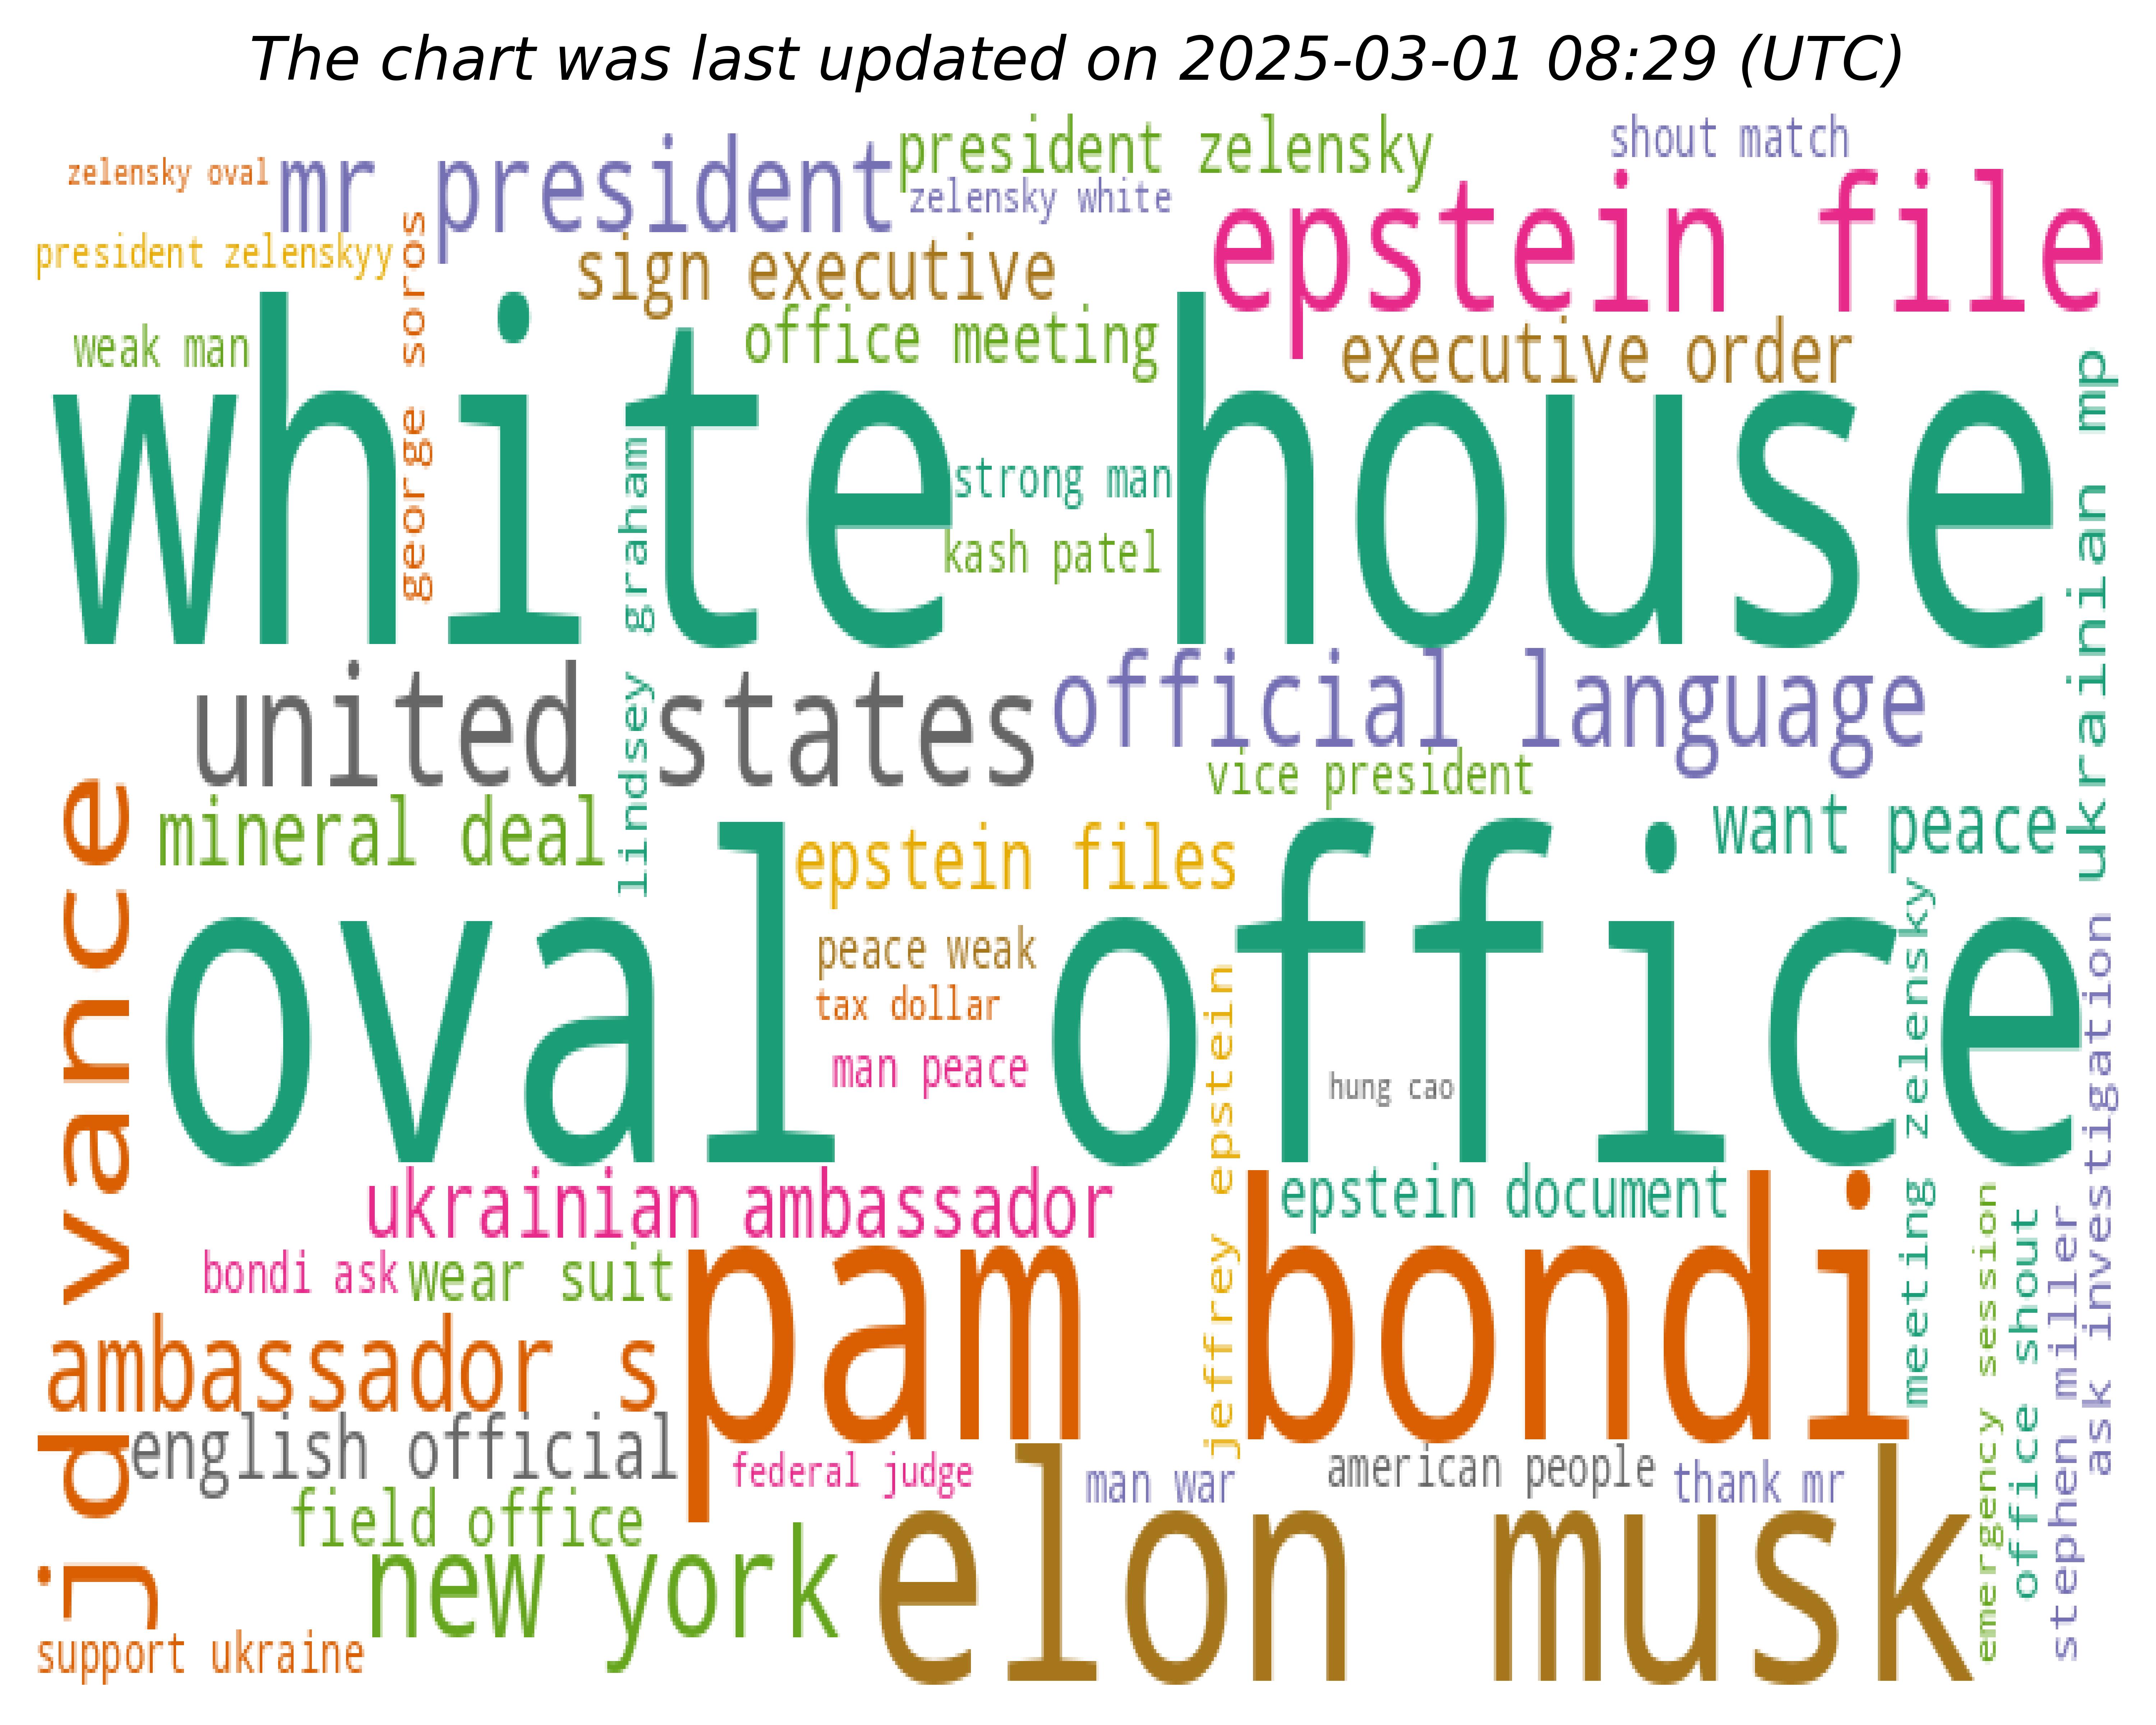 The chart was last updated on 2025-03-01 08:29 (UTC)
president zelensky
shout match
zelensky oval
mr president
zelensky white
epstein file
president zelenskyy
george soros
sign executive
weak man
office meeting
executive order
white house
strong man
kash patel
lindsey graham
ukrainian mp
united states
official language
vice president
jd vance
mineral deal
epstein files
want peace
oval office
peace weak
tax dollar
man peace
hung cao
jeffrey epstein
meeting zelensky
ask investigation
ukrainian ambassador
epstein document
bondi ask
wear suit
pam bondi
ambassador s
emergency session
office shout
stephen miller
english official
federal judge
man war
american people
thank mr
field office
new york
elon musk
support ukraine